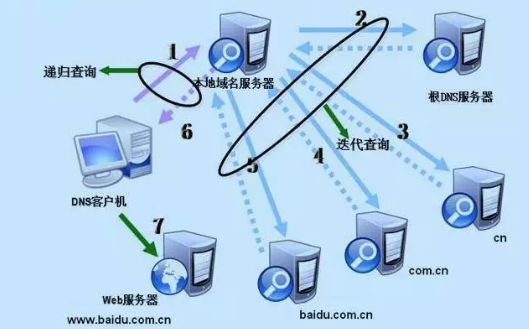 1
2
递归查询
本地域名服务器
根DNS服务器
6
3
迭代查询
4
5
DNS客户机
7
cn
com.cn
Web服务器
baidu.com.cn
www.baidu.com.cn